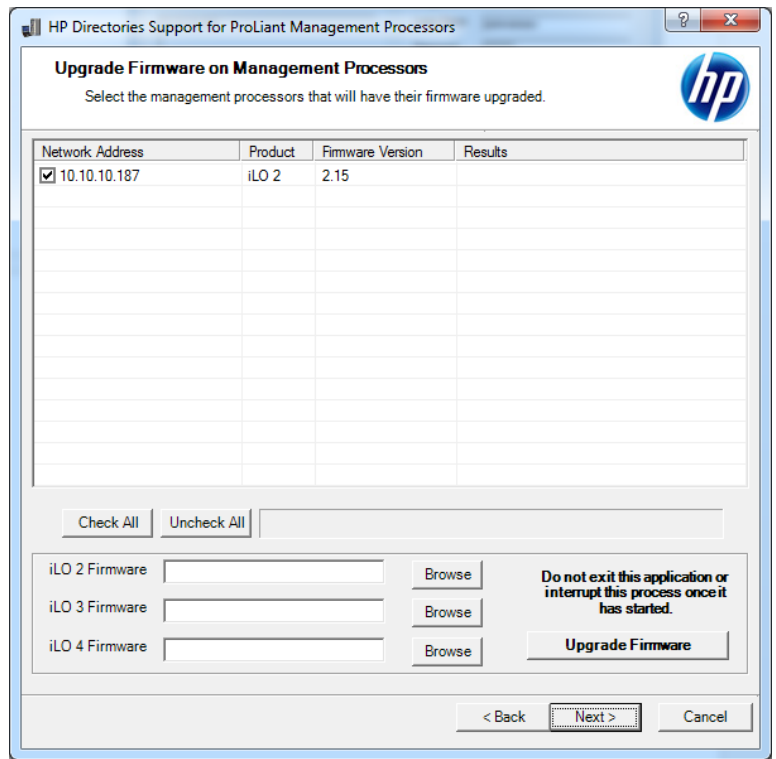 HP Directories Support for ProLiant Management Processors
?
X
Upgrade Firmware on Management Processors
Select the management processors that will have their firmware upgraded.
hp
Network Address Product Firmware Version Results
10.10.10.187 iLO 2 2.15
Check All Uncheck All
iLO 2 Firmware Browse
iLO 3 Firmware Browse
iLO 4 Firmware Browse
Do not exit this application or
interrupt this process once it
has started.
Upgrade Firmware
< Back Next > Cancel